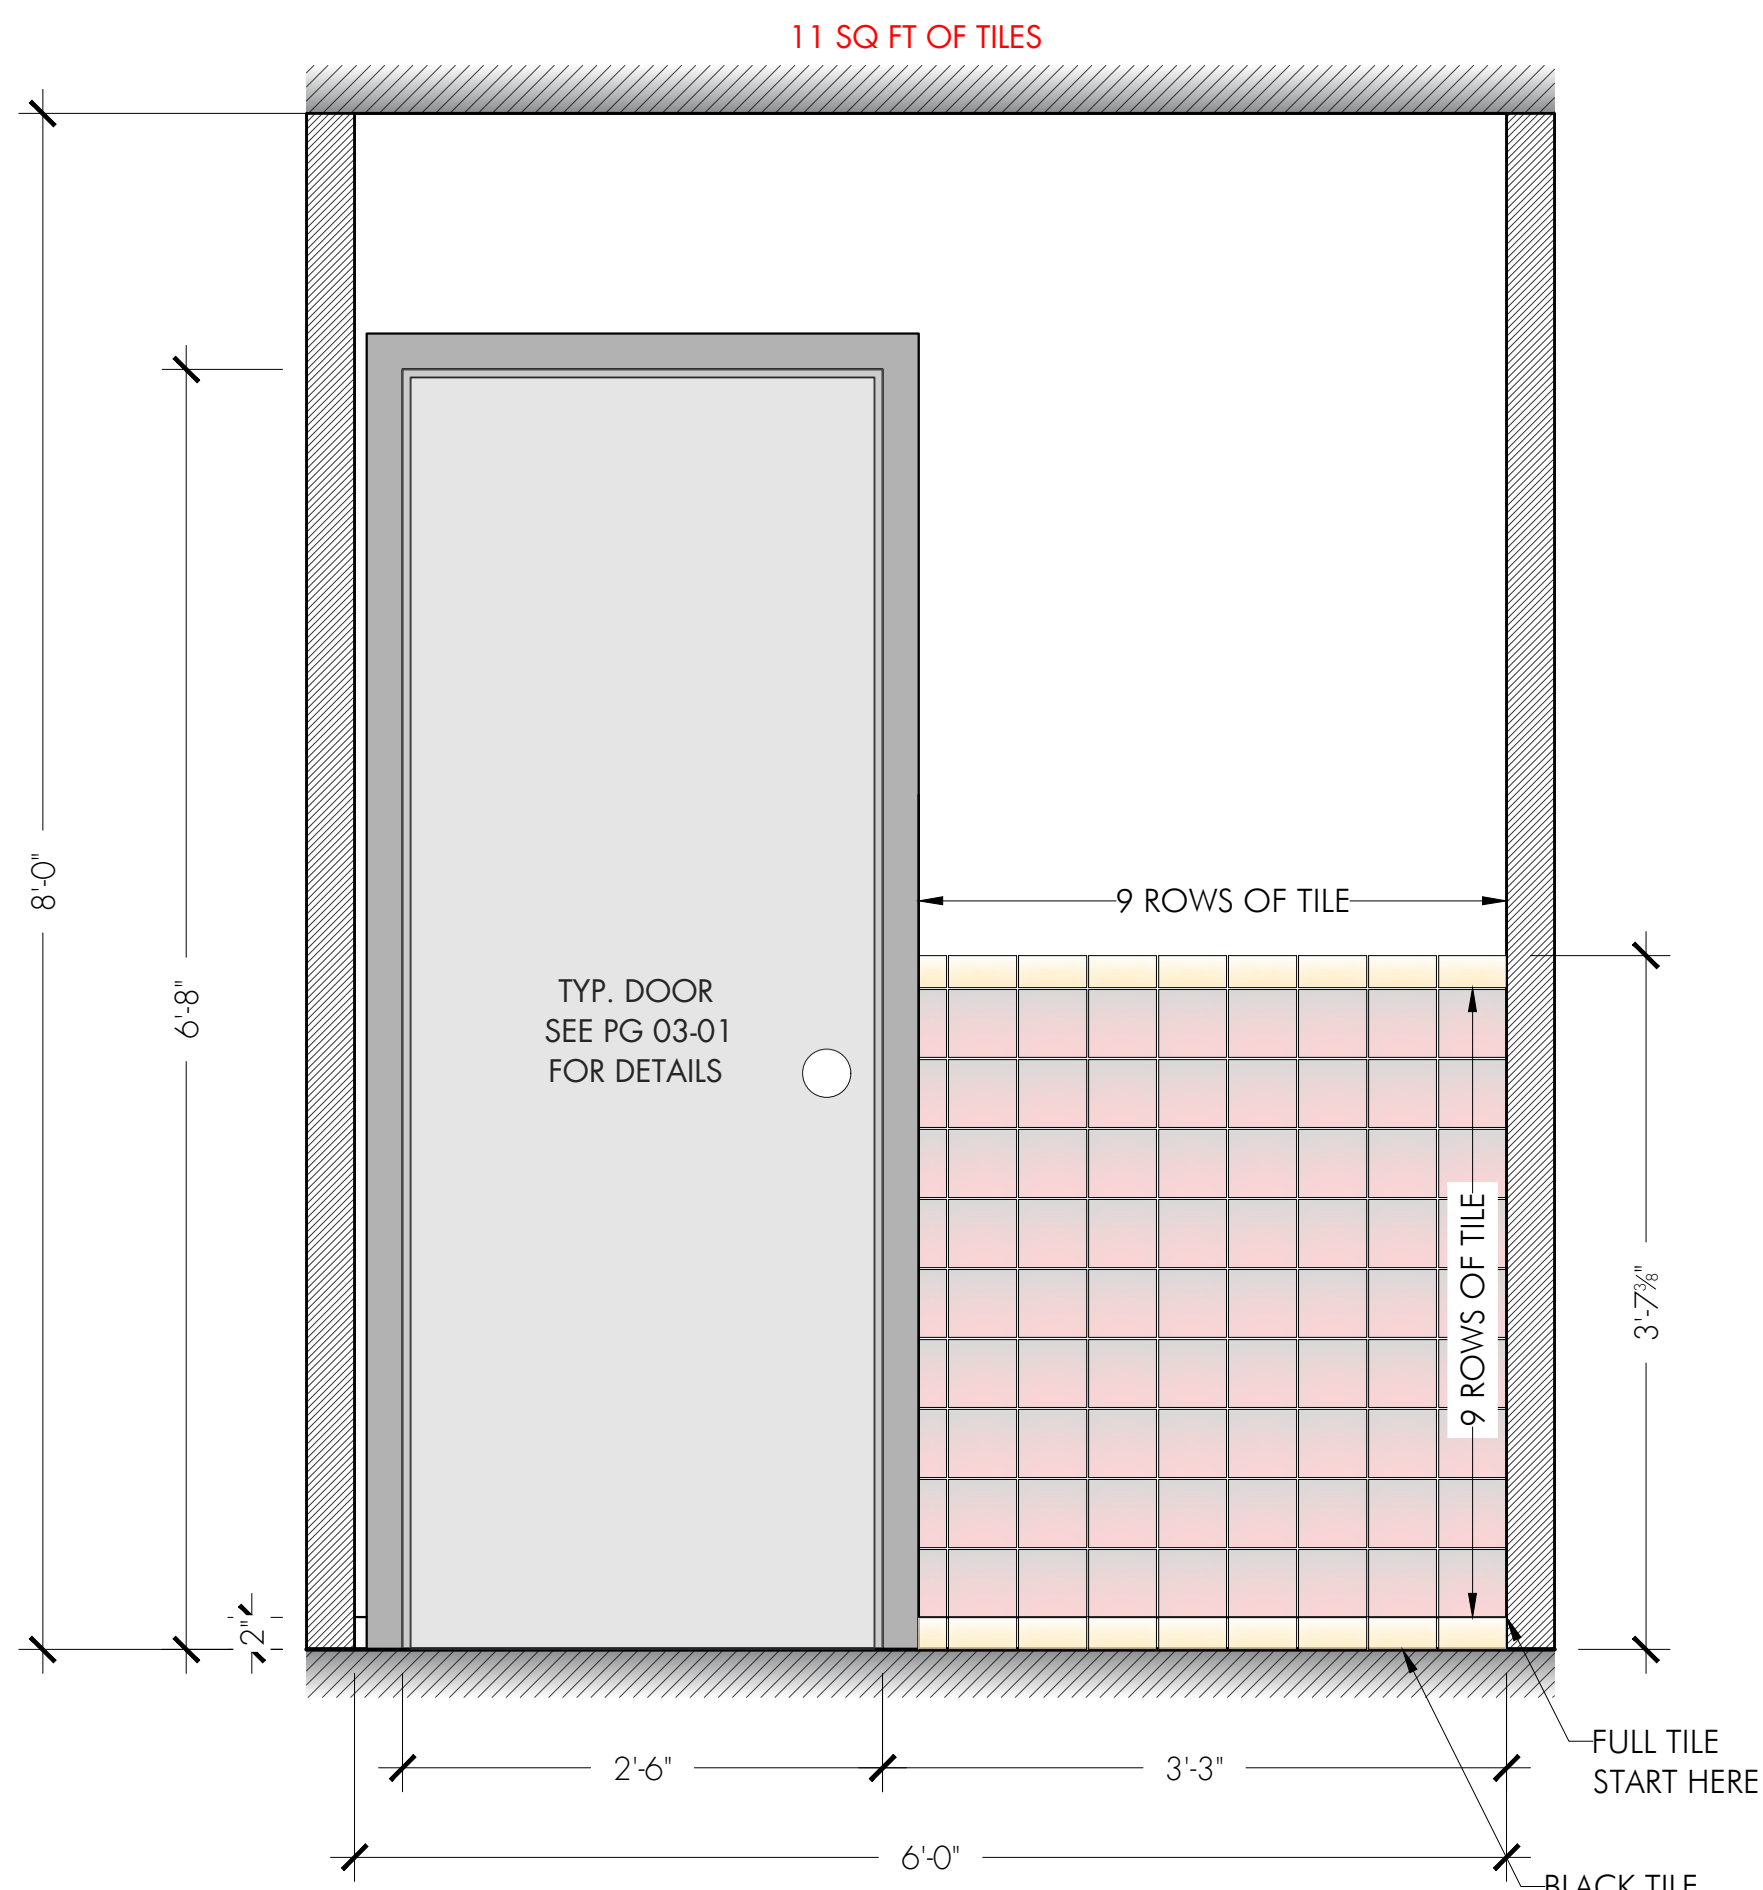 11 SQ FT OF TILES
8'-0"
6'-8"
2"
TYP. DOOR
SEE PG 03-01
FOR DETAILS
9 ROWS OF TILE
9 ROWS OF TILE
3'-7⅜"
2'-6"
3'-3"
6'-0"
FULL TILE
START HERE
BLACK TILE